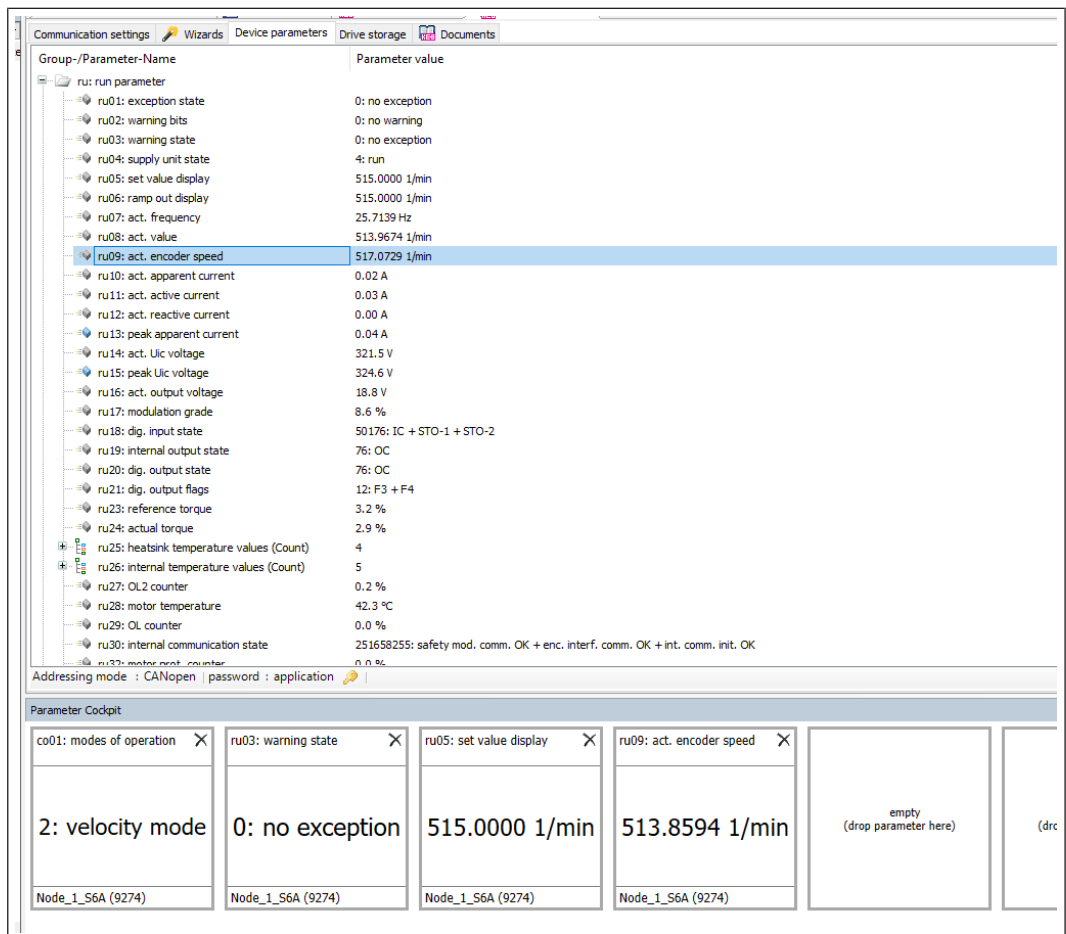 Communication settings Wizards Device parameters Drive storage Documents
Group-/Parameter-Name Parameter value
ru: run parameter
ru01: exception state 0: no exception
ru02: warning bits 0: no warning
ru03: warning state 0: no exception
ru04: supply unit state 4: run
ru05: set value display 515.0000 1/min
ru06: ramp out display 515.0000 1/min
ru07: act. frequency 25.7139 Hz
ru08: act. value 513.9674 1/min
ru09: act. encoder speed 517.0729 1/min
ru10: act. apparent current 0.02 A
ru11: act. active current 0.03 A
ru12: act. reactive current 0.00 A
ru13: peak apparent current 0.04 A
ru14: act. Uic voltage 321.5 V
ru15: peak Uic voltage 324.6 V
ru16: act. output voltage 18.8 V
ru17: modulation grade 8.6 %
ru18: dig. input state 50176: IC + STO-1 + STO-2
ru19: internal output state 76: OC
ru20: dig. output state 76: OC
ru21: dig. output flags 12: F3 + F4
ru23: reference torque 3.2 %
ru24: actual torque 2.9 %
ru25: heatsink temperature values (Count) 4
ru26: internal temperature values (Count) 5
ru27: OL2 counter 0.2 %
ru28: motor temperature 42.3 °C
ru29: OL counter 0.0 %
ru30: internal communication state 251658255: safety mod. comm. OK + enc. interf. comm. OK + int. comm. init. OK
ru32: motor prot. counter 0.0 %
Addressing mode : CANopen | password : application
Parameter Cockpit
co01: modes of operation ru03: warning state ru05: set value display ru09: act. encoder speed
2: velocity mode 0: no exception 515.0000 1/min 513.8594 1/min
empty
(drop parameter here)
Node_1_S6A (9274) Node_1_S6A (9274) Node_1_S6A (9274) Node_1_S6A (9274)